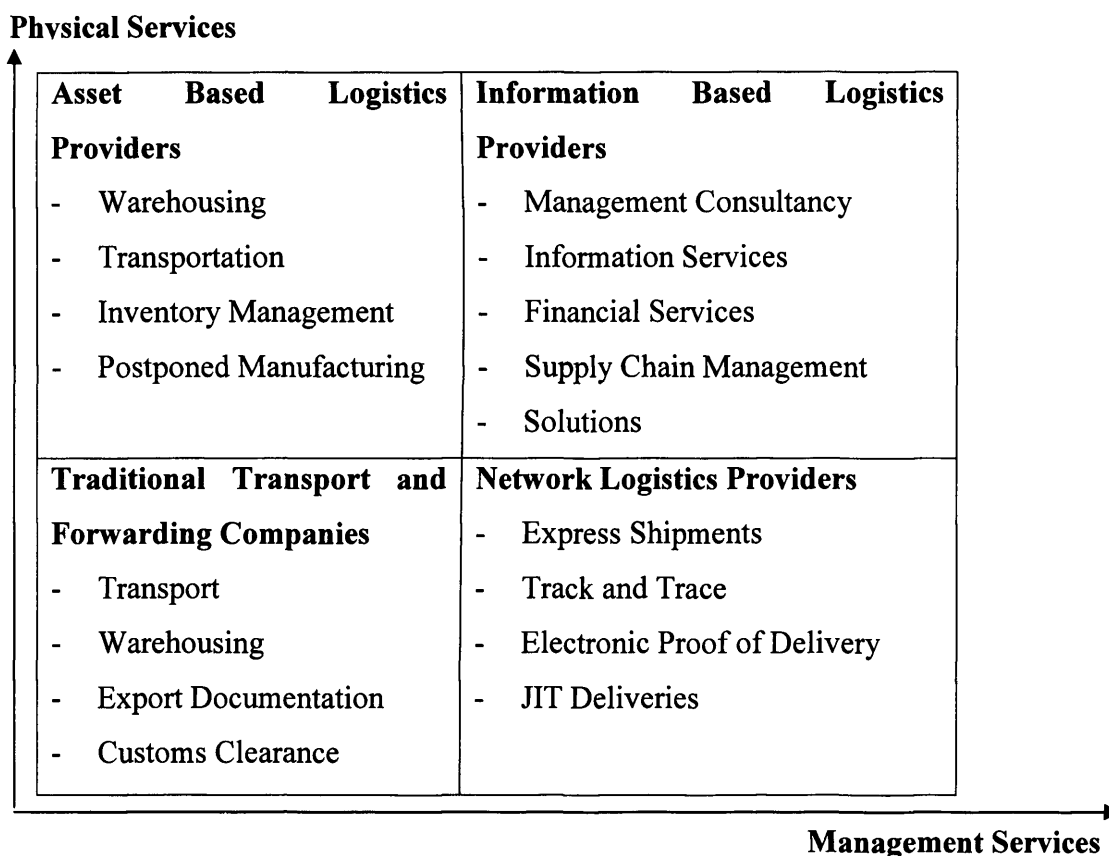 Physical Services
Asset Based Logistics
Providers
- Warehousing
- Transportation
- Inventory Management
- Postponed Manufacturing
Information Based Logistics
Providers
- Management Consultancy
- Information Services
- Financial Services
- Supply Chain Management
- Solutions
Traditional Transport and
Forwarding Companies
- Transport
- Warehousing
- Export Documentation
- Customs Clearance
Network Logistics Providers
- Express Shipments
- Track and Trace
- Electronic Proof of Delivery
- JIT Deliveries
Management Services